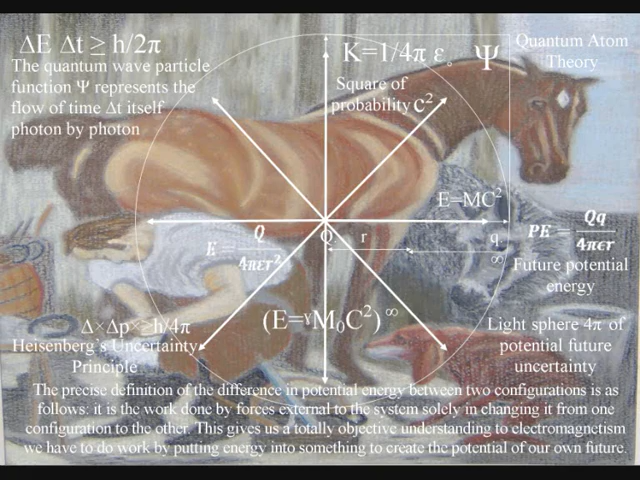 ΔE Δt ≥ h/2π
The quantum wave particle
function Ψ represents the
flow of time Δt itself
photon by photon
K=1/4π ε°
Ψ
Square of
probability c²
Quantum Atom
Theory
E=MC²
E = Q/4πεr²
Q r q
∞
PE = Qq/4πεr
Future potential
energy
(E=γM₀C²)∞
Δ×Δp×≥h/4π
Heisenberg's Uncertainty
Principle
Light sphere 4π of
potential future
uncertainty
The precise definition of the difference in potential energy between two configurations is as
follows: it is the work done by forces external to the system solely in changing it from one
configuration to the other. This gives us a totally objective understanding to electromagnetism
we have to do work by putting energy into something to create the potential of our own future.